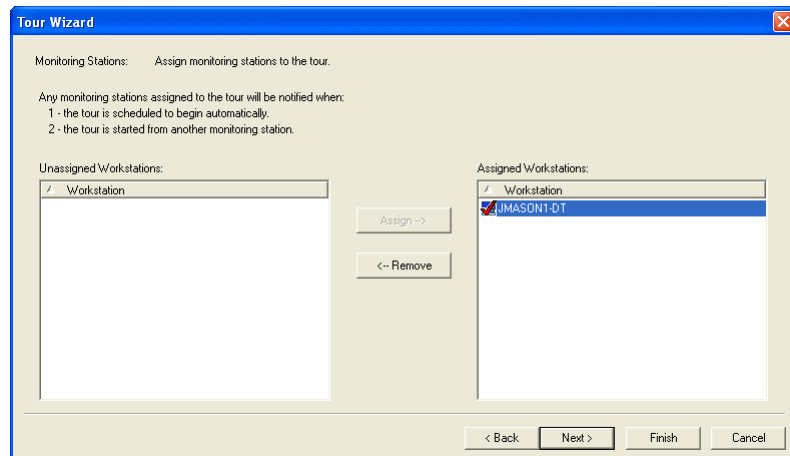 Tour Wizard
Monitoring Stations: Assign monitoring stations to the tour.
Any monitoring stations assigned to the tour will be notified when:
1 - the tour is scheduled to begin automatically.
2 - the tour is started from another monitoring station.
Unassigned Workstations:
Workstation
Assign -->
<-- Remove
Assigned Workstations:
Workstation
JMASON1-DT
< Back
Next >
Finish
Cancel